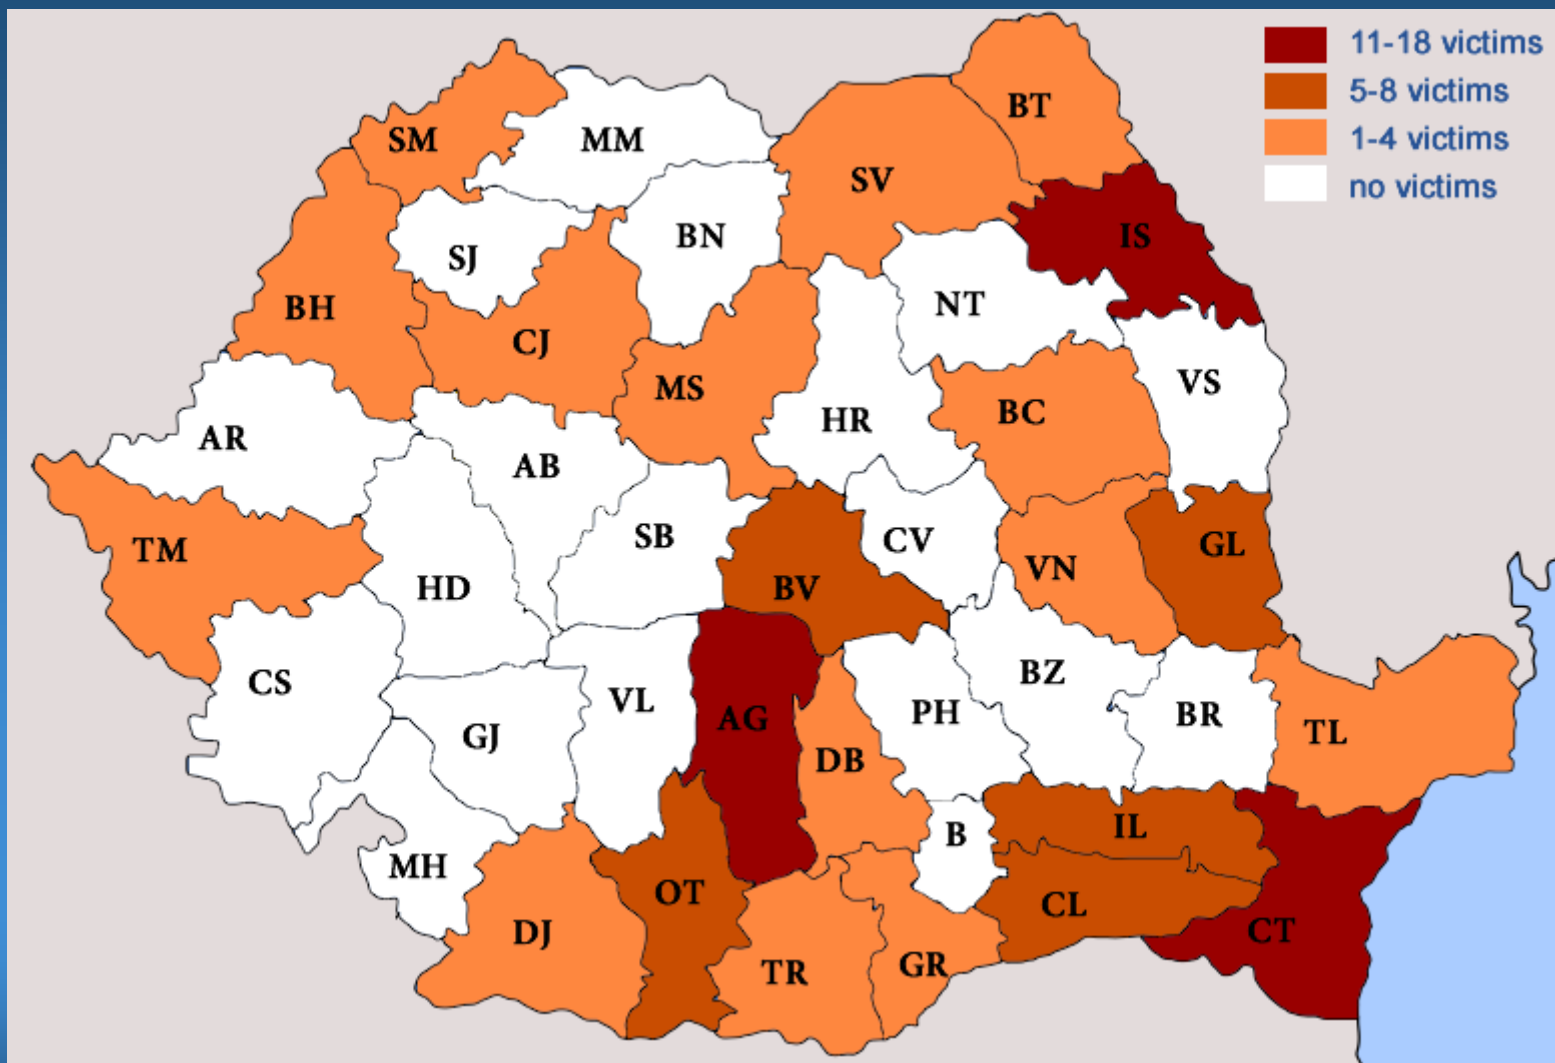 11-18 victims
5-8 victims
1-4 victims
no victims
BT
SM
MM
SV
IS
BN
SJ
NT
BH
CJ
VS
MS
BC
HR
AR
AB
SB
CV
GL
TM
VN
HD
BV
BZ
CS
VL
PH
BR
AG
TL
GJ
DB
IL
B
MH
OT
CL
DJ
CT
GR
TR